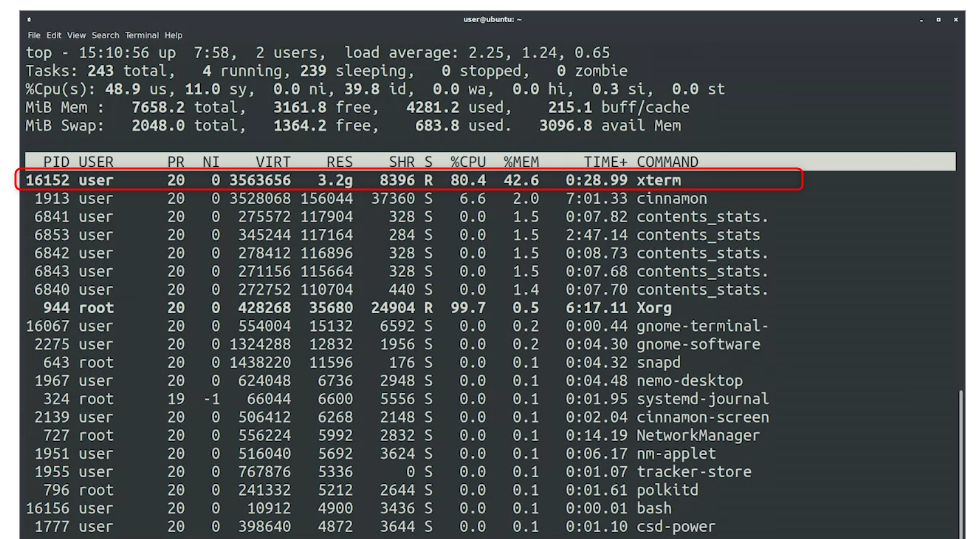 user@ubuntu: ~
File Edit View Search Terminal Help
top - 15:10:56 up  7:58,  2 users,  load average: 2.25, 1.24, 0.65
Tasks: 243 total,   4 running, 239 sleeping,   0 stopped,   0 zombie
%Cpu(s): 48.9 us, 11.0 sy,  0.0 ni, 39.8 id,  0.0 wa,  0.0 hi,  0.3 si,  0.0 st
MiB Mem :   7658.2 total,   3161.8 free,   4281.2 used,    215.1 buff/cache
MiB Swap:   2048.0 total,   1364.2 free,    683.8 used.   3096.8 avail Mem
PID USER      PR  NI    VIRT    RES    SHR S  %CPU  %MEM     TIME+ COMMAND
16152 user      20   0 3563656   3.2g   8396 R  80.4  42.6   0:28.99 xterm
1913 user      20   0 3528068 156044  37360 S   6.6   2.0   7:01.33 cinnamon
6841 user      20   0  275572 117904    328 S   0.0   1.5   0:07.82 contents_stats.
6853 user      20   0  345244 117164    284 S   0.0   1.5   2:47.14 contents_stats
6842 user      20   0  278412 116896    328 S   0.0   1.5   0:08.73 contents_stats.
6843 user      20   0  271156 115664    328 S   0.0   1.5   0:07.68 contents_stats.
6840 user      20   0  272752 110704    440 S   0.0   1.4   0:07.70 contents_stats.
944 root      20   0  428268  35680  24904 R  99.7   0.5   6:17.11 Xorg
16067 user      20   0  554004  15132   6592 S   0.0   0.2   0:00.44 gnome-terminal-
2275 user      20   0 1324288  12832   1956 S   0.0   0.2   0:04.30 gnome-software
643 root      20   0 1438220  11596    176 S   0.0   0.1   0:04.32 snapd
1967 user      20   0  624048   6736   2948 S   0.0   0.1   0:04.48 nemo-desktop
324 root      19  -1   66044   6600   5556 S   0.0   0.1   0:01.95 systemd-journal
2139 user      20   0  506412   6268   2148 S   0.0   0.1   0:02.04 cinnamon-screen
727 root      20   0  556224   5992   2832 S   0.0   0.1   0:14.19 NetworkManager
1951 user      20   0  516040   5692   3624 S   0.0   0.1   0:06.17 nm-applet
1955 user      20   0  767876   5336      0 S   0.0   0.1   0:01.07 tracker-store
796 root      20   0  241332   5212   2644 S   0.0   0.1   0:01.61 polkitd
16156 user      20   0   10912   4900   3436 S   0.0   0.1   0:00.01 bash
1777 user      20   0  398640   4872   3644 S   0.0   0.1   0:01.10 csd-power